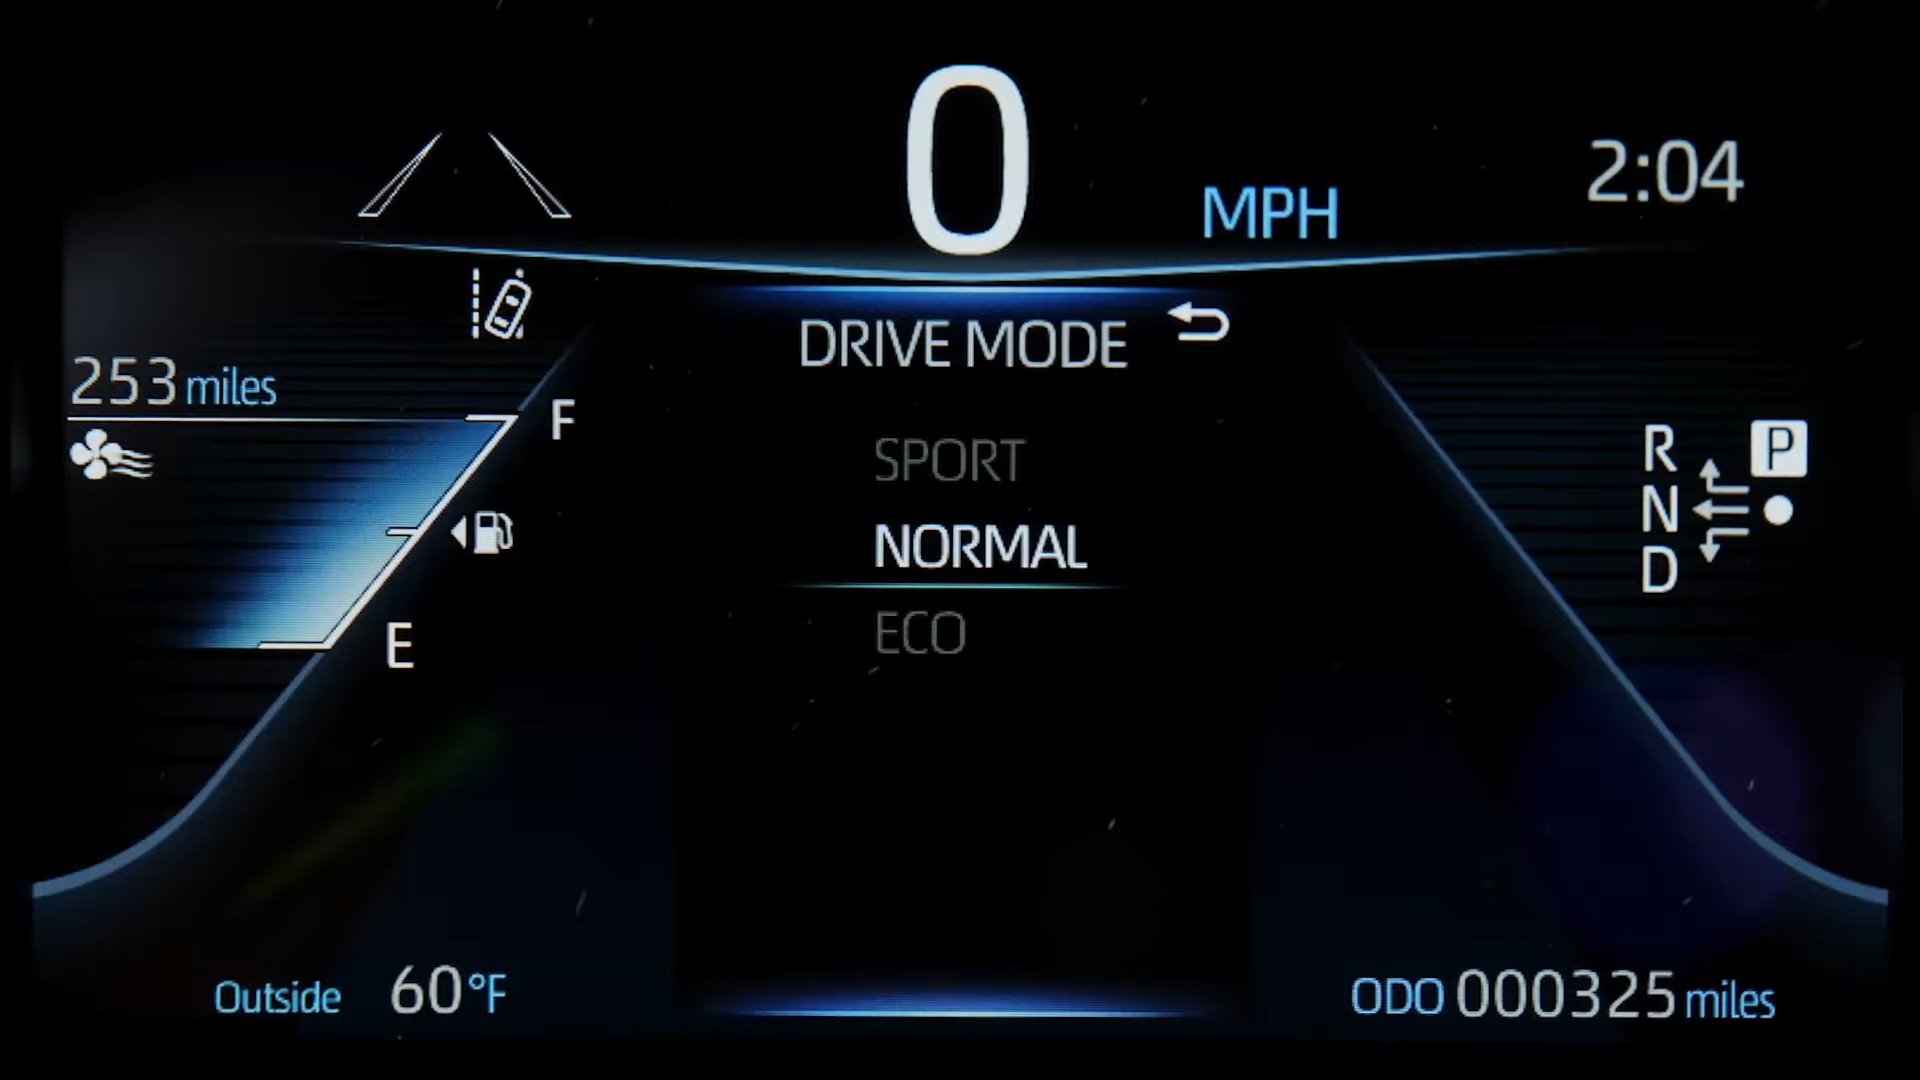 0
MPH
2:04
DRIVE MODE
253 miles
F
SPORT
R
P
NORMAL
N
D
ECO
E
Outside 60°F
ODO 000325 miles